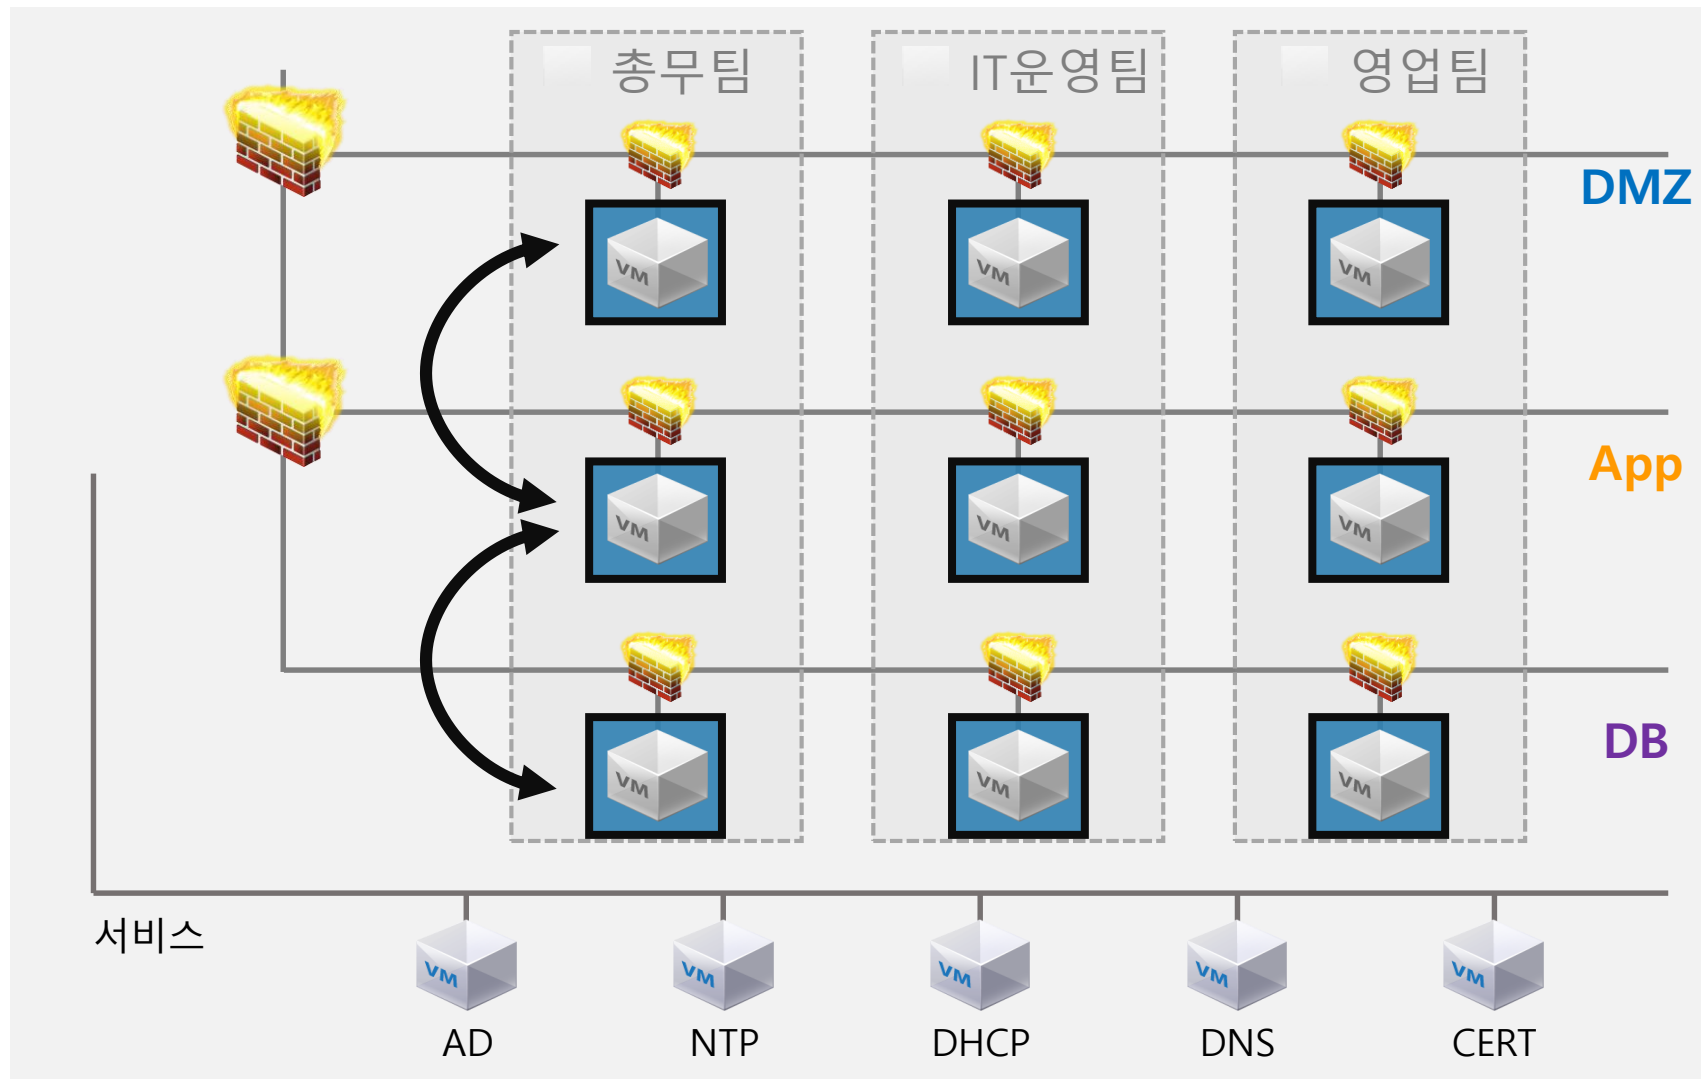 총무팀
IT운영팀
영업팀
DMZ
VM
VM
VM
App
VM
VM
VM
DB
VM
VM
VM
서비스
VM
VM
VM
VM
VM
AD
NTP
DHCP
DNS
CERT